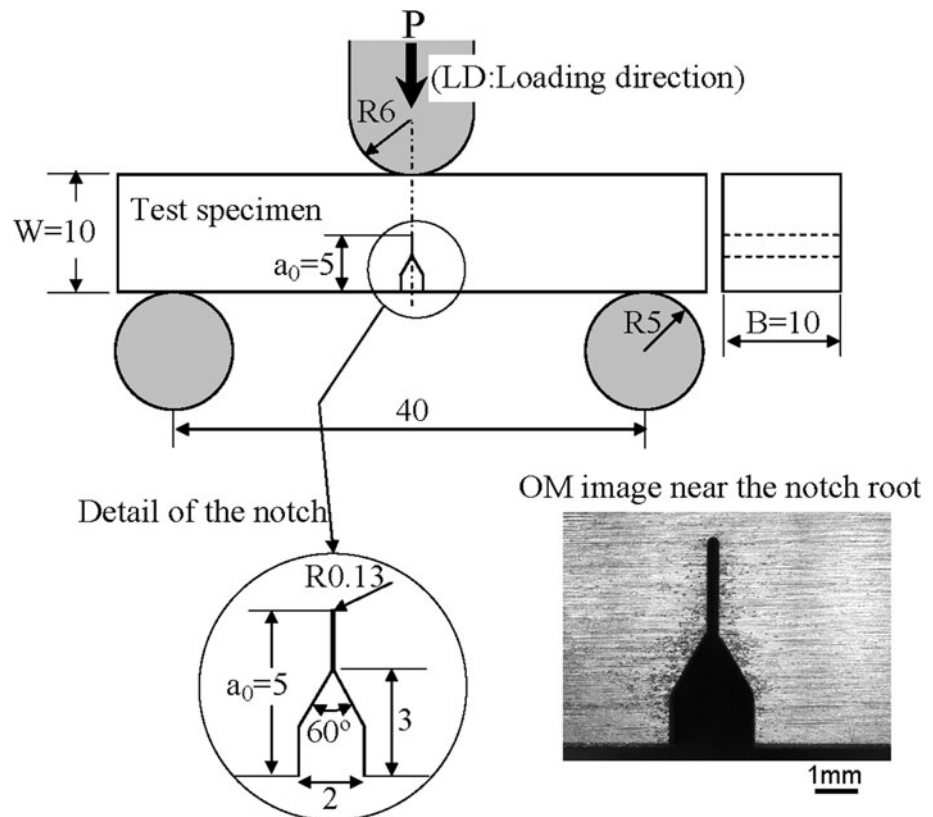 P
(LD:Loading direction)
R6
Test specimen
W=10
a₀=5
R5
B=10
40
Detail of the notch
OM image near the notch root
R0.13
a₀=5
60º
3
2
1mm